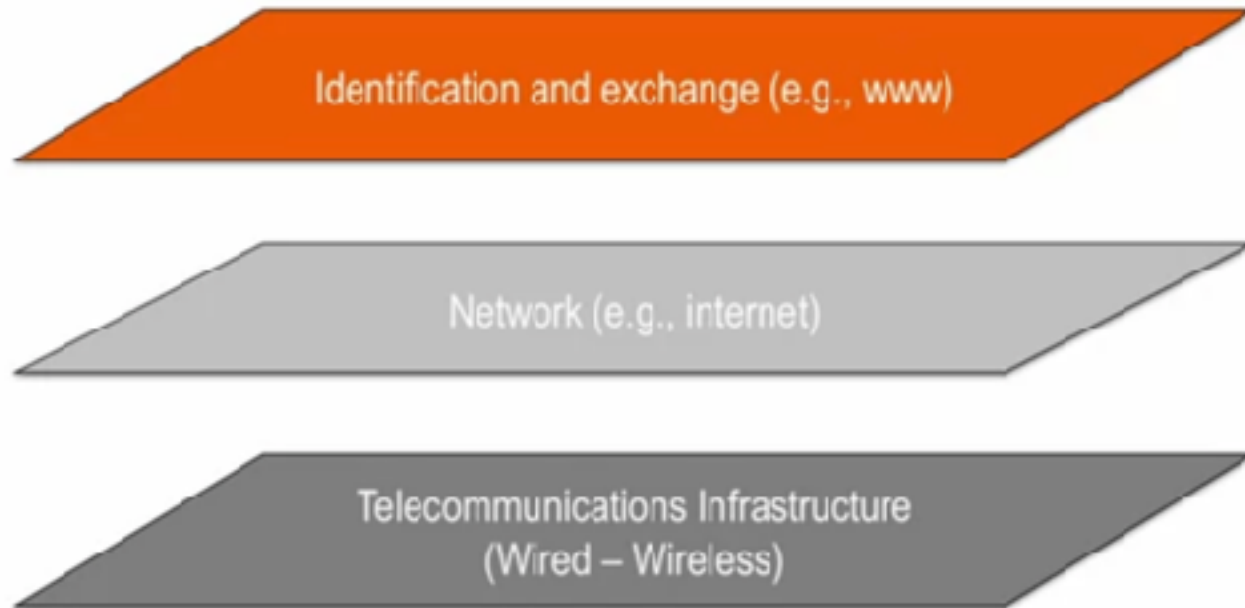 Identification and exchange (e.g., www)
Network (e.g., internet)
Telecommunications Infrastructure
(Wired – Wireless)